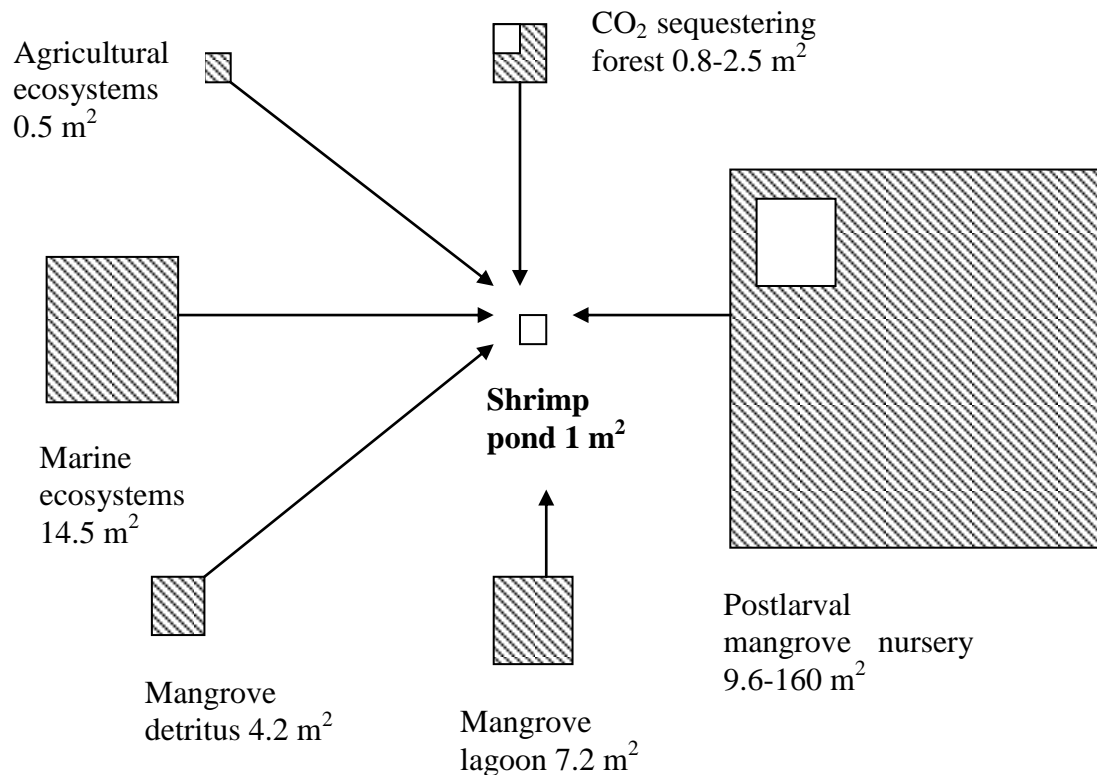 Agricultural
ecosystems
0.5 m²
CO₂ sequestering
forest 0.8-2.5 m²
Shrimp
pond 1 m²
Marine
ecosystems
14.5 m²
Postlarval
mangrove nursery
9.6-160 m²
Mangrove
detritus 4.2 m²
Mangrove
lagoon 7.2 m²